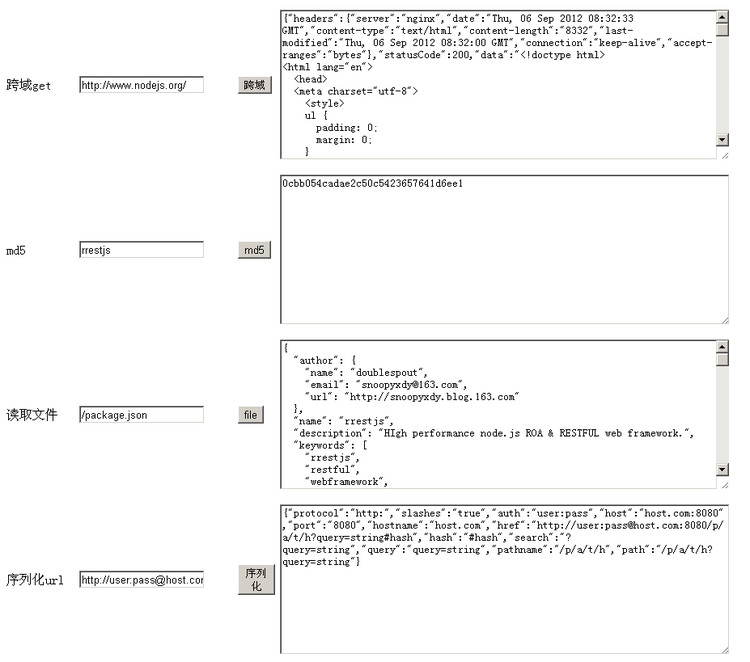 跨域get
http://www.nodejs.org/
跨域
{"headers":{"server":"nginx","date":"Thu, 06 Sep 2012 08:32:33
GMT","content-type":"text/html","content-length":"8332","last-
modified":"Thu, 06 Sep 2012 08:32:00 GMT","connection":"keep-alive","accept-
ranges":"bytes"},"statusCode":200,"data":"<!doctype html>
<html lang="en">
<head>
<meta charset="utf-8">
<style>
ul {
padding: 0;
margin: 0;
}
md5
rrestjs
md5
0cbb054cadae2c50c5423657641d6ee1
读取文件
/package.json
file
{
"author": {
"name": "doublespout",
"email": "snoopyxdy@163.com",
"url": "http://snoopyxdy.blog.163.com"
},
"name": "rrestjs",
"description": "HIgh performance node.js ROA & RESTFUL web framework.",
"keywords": [
"rrestjs",
"restful",
"webframework",
序列化url
http://user:pass@host.cor
序列
化
{"protocol":"http:","slashes":"true","auth":"user:pass","host":"host.com:8080"
,"port":"8080","hostname":"host.com","href":"http://user:pass@host.com:8080/p/
a/t/h?query=string#hash","hash":"#hash","search":"?
query=string","query":"query=string","pathname":"/p/a/t/h","path":"/p/a/t/h?
query=string"}